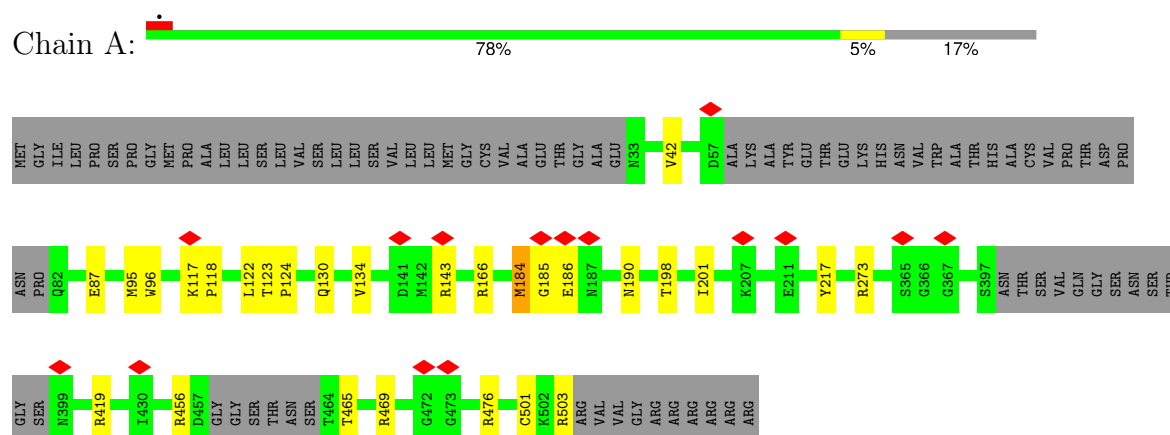 Chain A:
78% 5% 17%
MET GLY ILE LEU PRO SER PRO GLY MET PRO ALA LEU LEU SER LEU VAL SER LEU LEU SER VAL LEU LEU MET GLY CYS VAL ALA GLU THR GLY ALA GLU N33 V42 D57 ALA LYS ALA TYR GLU THR GLU LYS HIS ASN VAL TRP ALA THR HIS ALA CYS VAL PRO THR ASP PRO
ASN PRO Q82 E87 M95 W96 K117 P118 L122 T123 P124 Q130 V134 D141 M142 R143 R166 M184 G185 E186 N187 N190 T198 I201 K207 E211 Y217 R273 S365 G366 G367 S397 ASN THR SER VAL GLN GLY SER ASN SER
GLY SER N399 R419 I430 R456 D457 GLY GLY SER THR ASN SER T464 T465 R469 G472 G473 R476 C501 K502 R503 ARG VAL VAL GLY ARG ARG ARG ARG ARG ARG